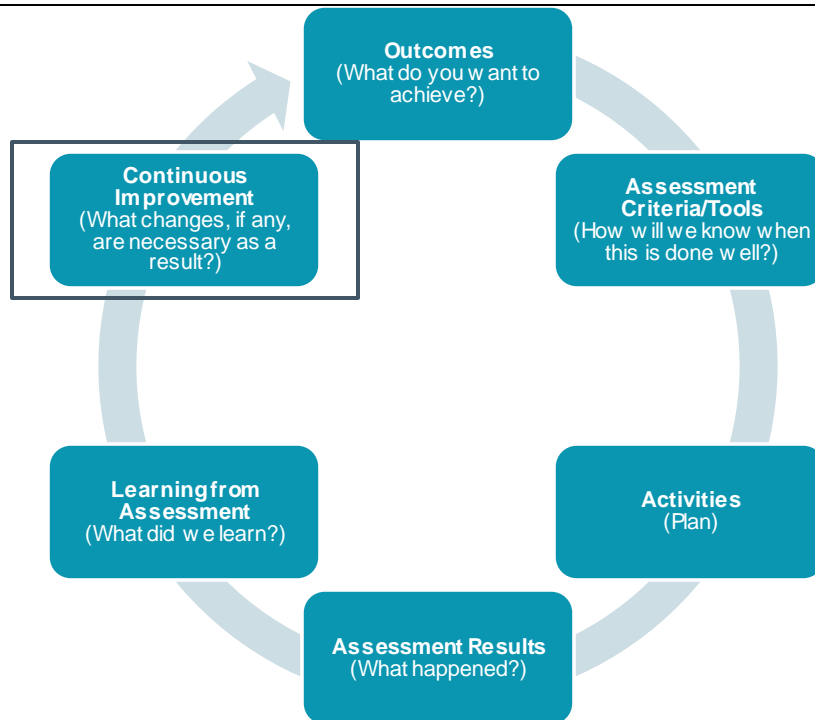 Outcomes
(What do you want to
achieve?)
Assessment
Criteria/Tools
(How will we know when
this is done well?)
Activities
(Plan)
Assessment Results
(What happened?)
Learning from
Assessment
(What did we learn?)
Continuous
Improvement
(What changes, if any,
are necessary as a
result?)